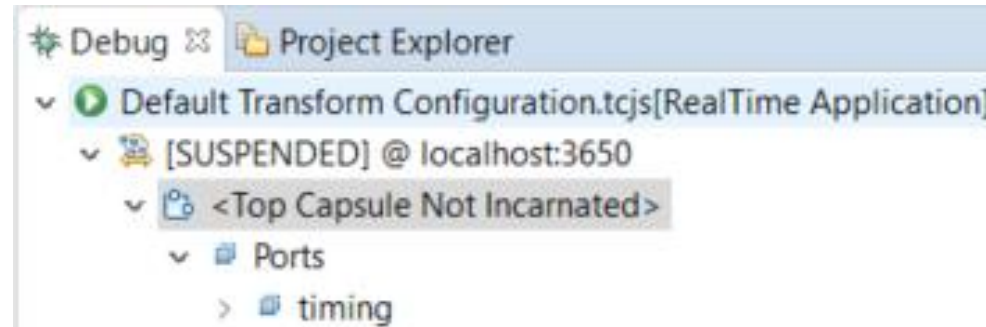 Debug Project Explorer
Default Transform Configuration.tcjs[RealTime Application]
[SUSPENDED] @ localhost:3650
<Top Capsule Not Incarnated>
Ports
timing